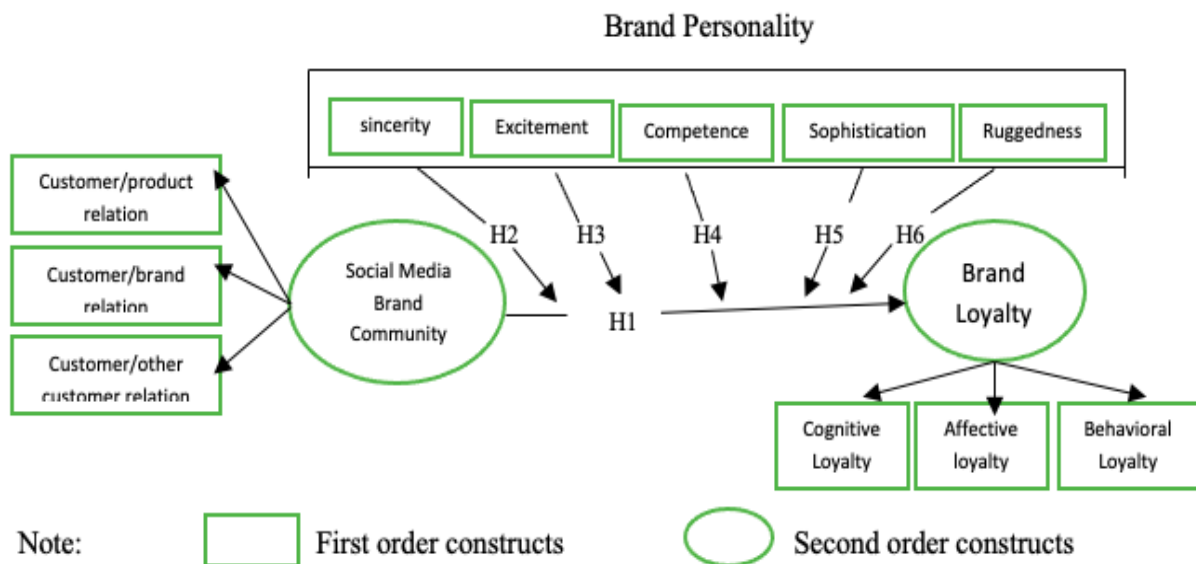 Brand Personality
sincerity
Excitement
Competence
Sophistication
Ruggedness
Customer/product
relation
Customer/brand
relation
Customer/other
customer relation
Social Media
Brand
Community
H2
H3
H4
H5
H6
H1
Brand
Loyalty
Cognitive
Loyalty
Affective
loyalty
Behavioral
Loyalty
Note:
First order constructs
Second order constructs